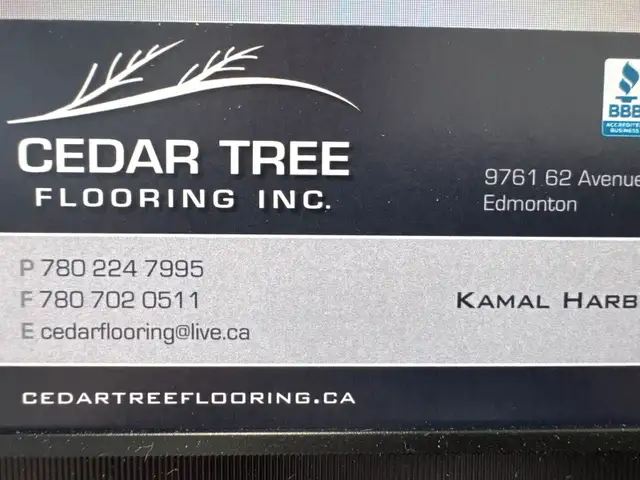 CEDAR TREE
FLOORING INC.
BBB
ACCREDITED
BUSINESS
9761 62 Avenue
Edmonton
P 780 224 7995
F 780 702 0511
E cedarflooring@live.ca
KAMAL HARB
CEDARTREEFLOORING.CA